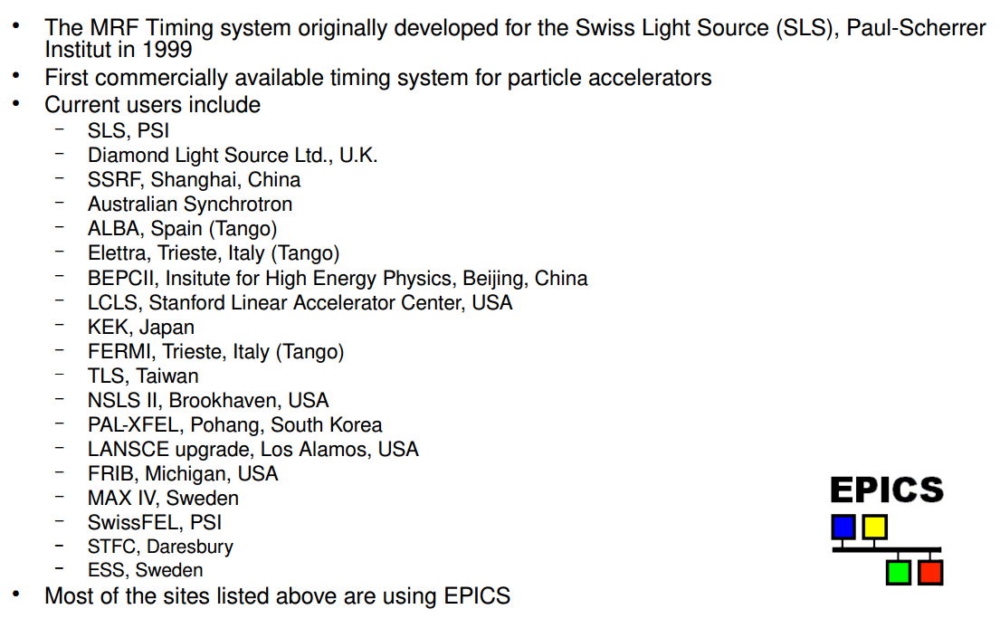 • The MRF Timing system originally developed for the Swiss Light Source (SLS), Paul-Scherrer
Institut in 1999
• First commercially available timing system for particle accelerators
• Current users include
– SLS, PSI
– Diamond Light Source Ltd., U.K.
– SSRF, Shanghai, China
– Australian Synchrotron
– ALBA, Spain (Tango)
– Elettra, Trieste, Italy (Tango)
– BEPCII, Insitute for High Energy Physics, Beijing, China
– LCLS, Stanford Linear Accelerator Center, USA
– KEK, Japan
– FERMI, Trieste, Italy (Tango)
– TLS, Taiwan
– NSLS II, Brookhaven, USA
– PAL-XFEL, Pohang, South Korea
– LANSCE upgrade, Los Alamos, USA
– FRIB, Michigan, USA
– MAX IV, Sweden
– SwissFEL, PSI
– STFC, Daresbury
– ESS, Sweden
• Most of the sites listed above are using EPICS
EPICS